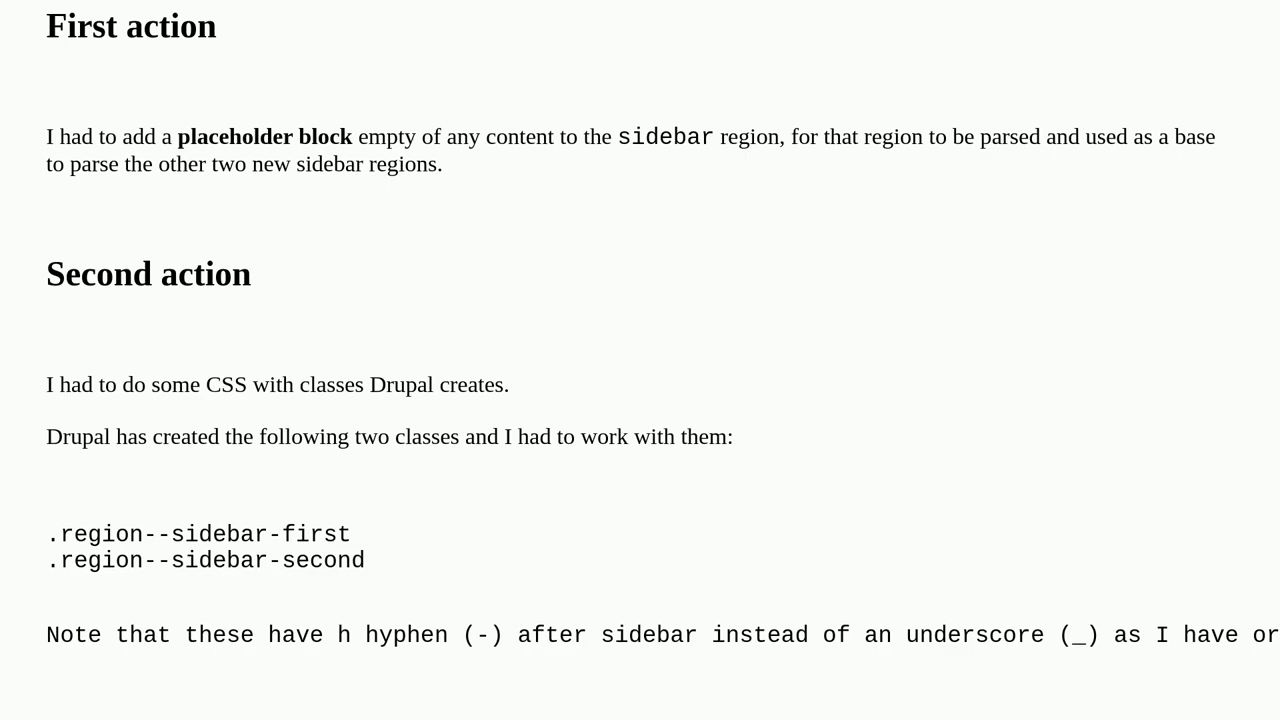 First action
I had to add a placeholder block empty of any content to the sidebar region, for that region to be parsed and used as a base
to parse the other two new sidebar regions.
Second action
I had to do some CSS with classes Drupal creates.
Drupal has created the following two classes and I had to work with them:
.region--sidebar-first
.region--sidebar-second
Note that these have h hyphen (-) after sidebar instead of an underscore (_) as I have or